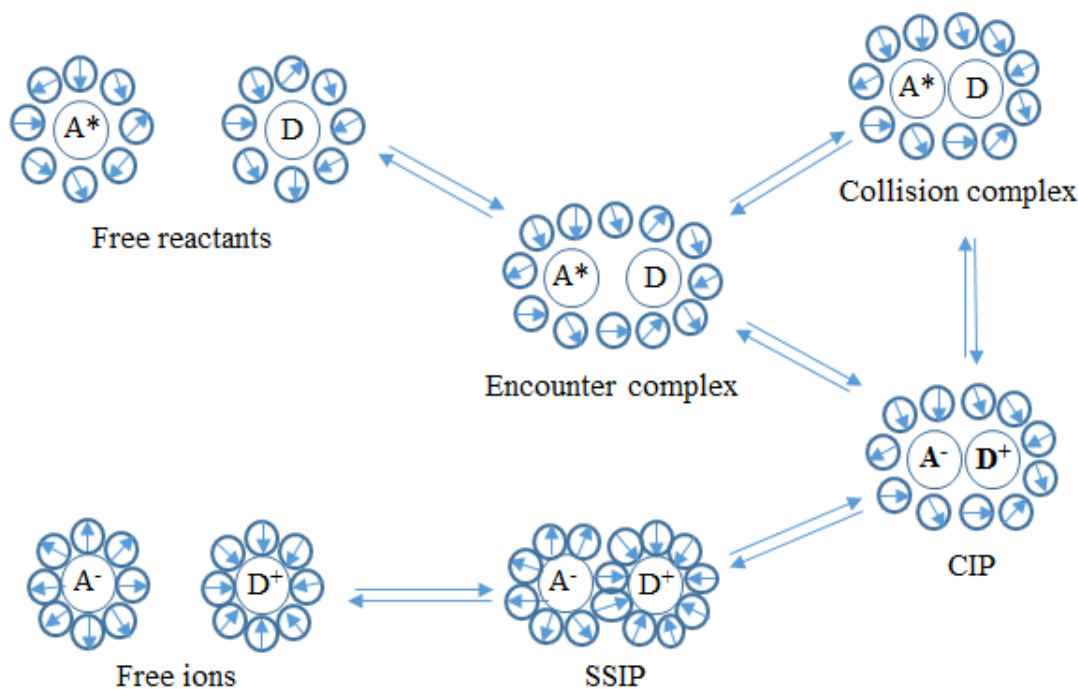 A* D
A* D
Collision complex
Free reactants
A* D
Encounter complex
A- D+
CIP
A- D+
A- D+
Free ions
SSIP